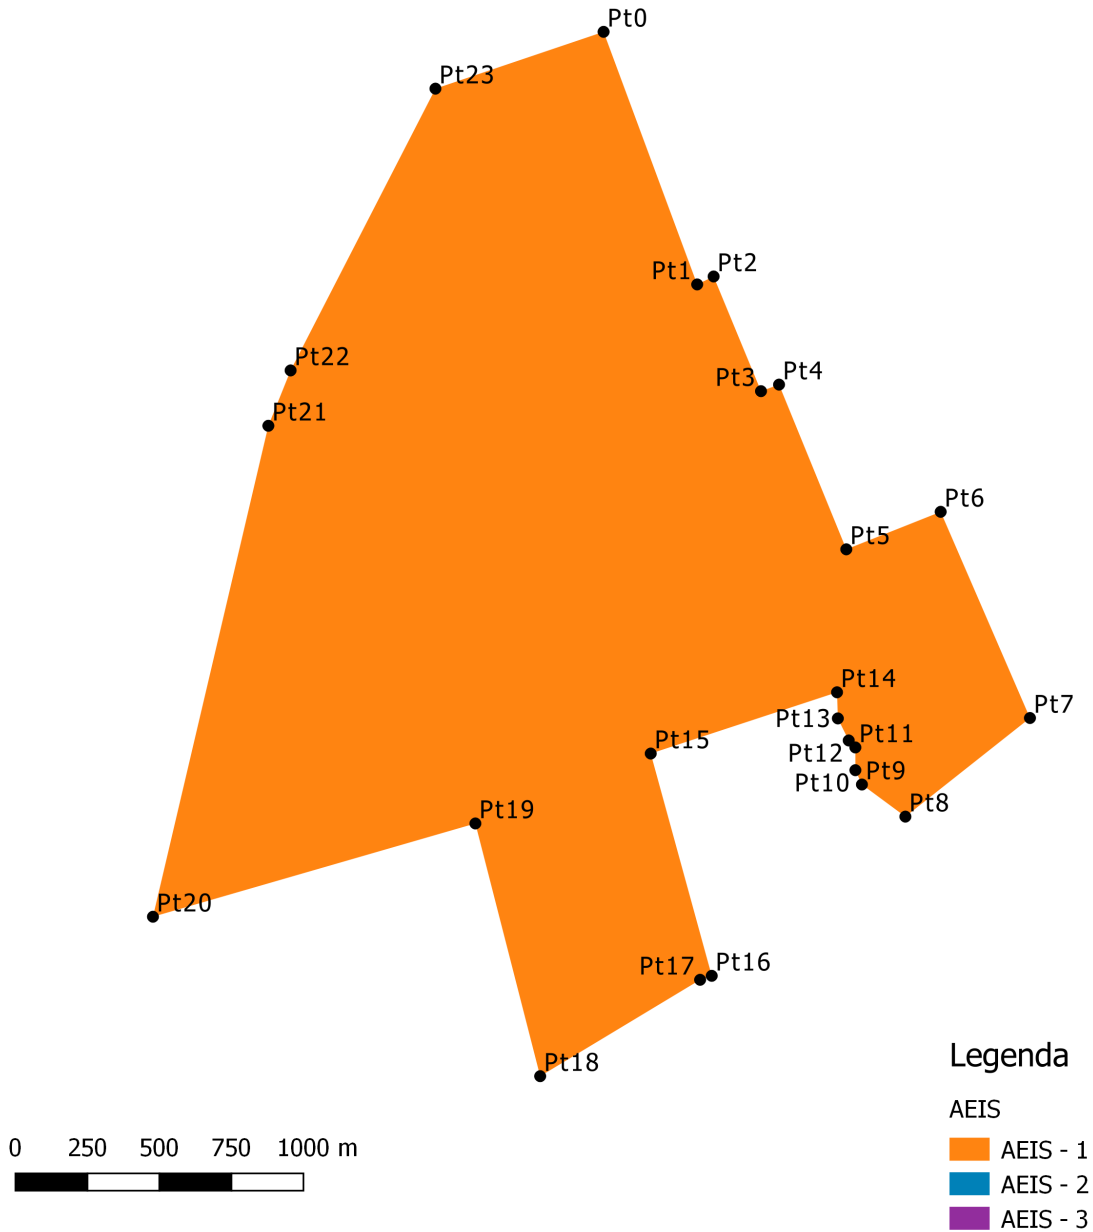 Pt0
Pt23
Pt1
Pt2
Pt22
Pt3
Pt4
Pt21
Pt6
Pt5
Pt14
Pt13
Pt7
Pt15
Pt11
Pt12
Pt9
Pt10
Pt8
Pt19
Pt20
Pt17
Pt16
Pt18
Legenda
AEIS
0 250 500 750 1000 m
AEIS - 1
AEIS - 2
AEIS - 3